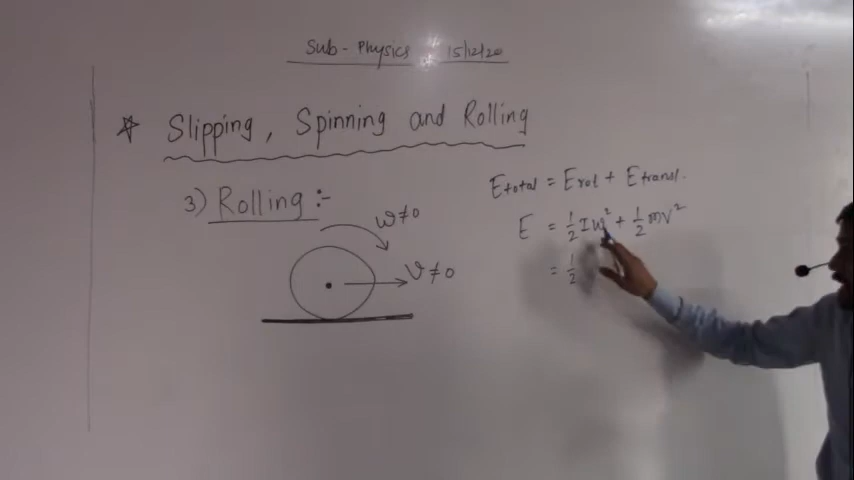 Sub - Physics 15/12/20
☆ Slipping, Spinning and Rolling
3) Rolling :-
ω≠0
v≠0
Etotal = Erot + Etransl.
E = 1/2 Iω² + 1/2 mv²
= 1/2